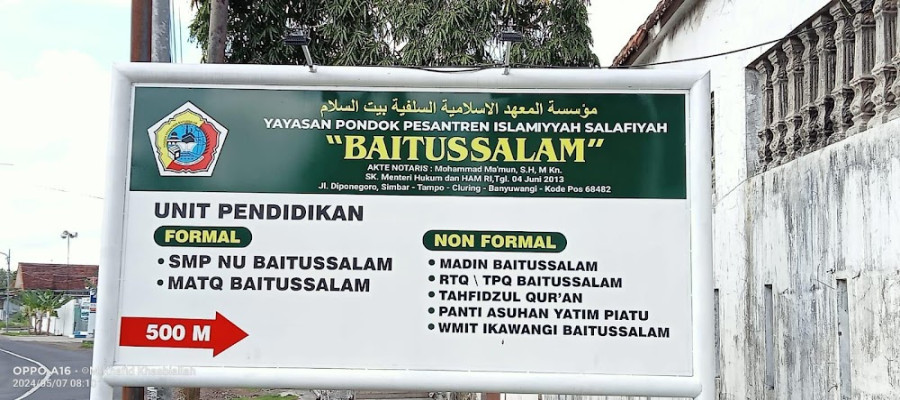 مؤسسة المعهد الاسلامية السلفية بيت السلام
YAYASAN PONDOK PESANTREN ISLAMIYYAH SALAFIYAH
"BAITUSSALAM"
AKTE NOTARIS : Mohammad Ma'mun, S.H, M Kn.
SK. Menteri Hukum dan HAM RI,Tgl. 04 Juni 2013
Jl. Diponegoro, Simbar - Tampo - Cluring - Banyuwangi - Kode Pos 68482
UNIT PENDIDIKAN
FORMAL
• SMP NU BAITUSSALAM
• MATQ BAITUSSALAM
NON FORMAL
• MADIN BAITUSSALAM
• RTQ \ TPQ BAITUSSALAM
• TAHFIDZUL QUR'AN
• PANTI ASUHAN YATIM PIATU
• WMIT IKAWANGI BAITUSSALAM
500 M
OPPO A16 ·
2024/05/07